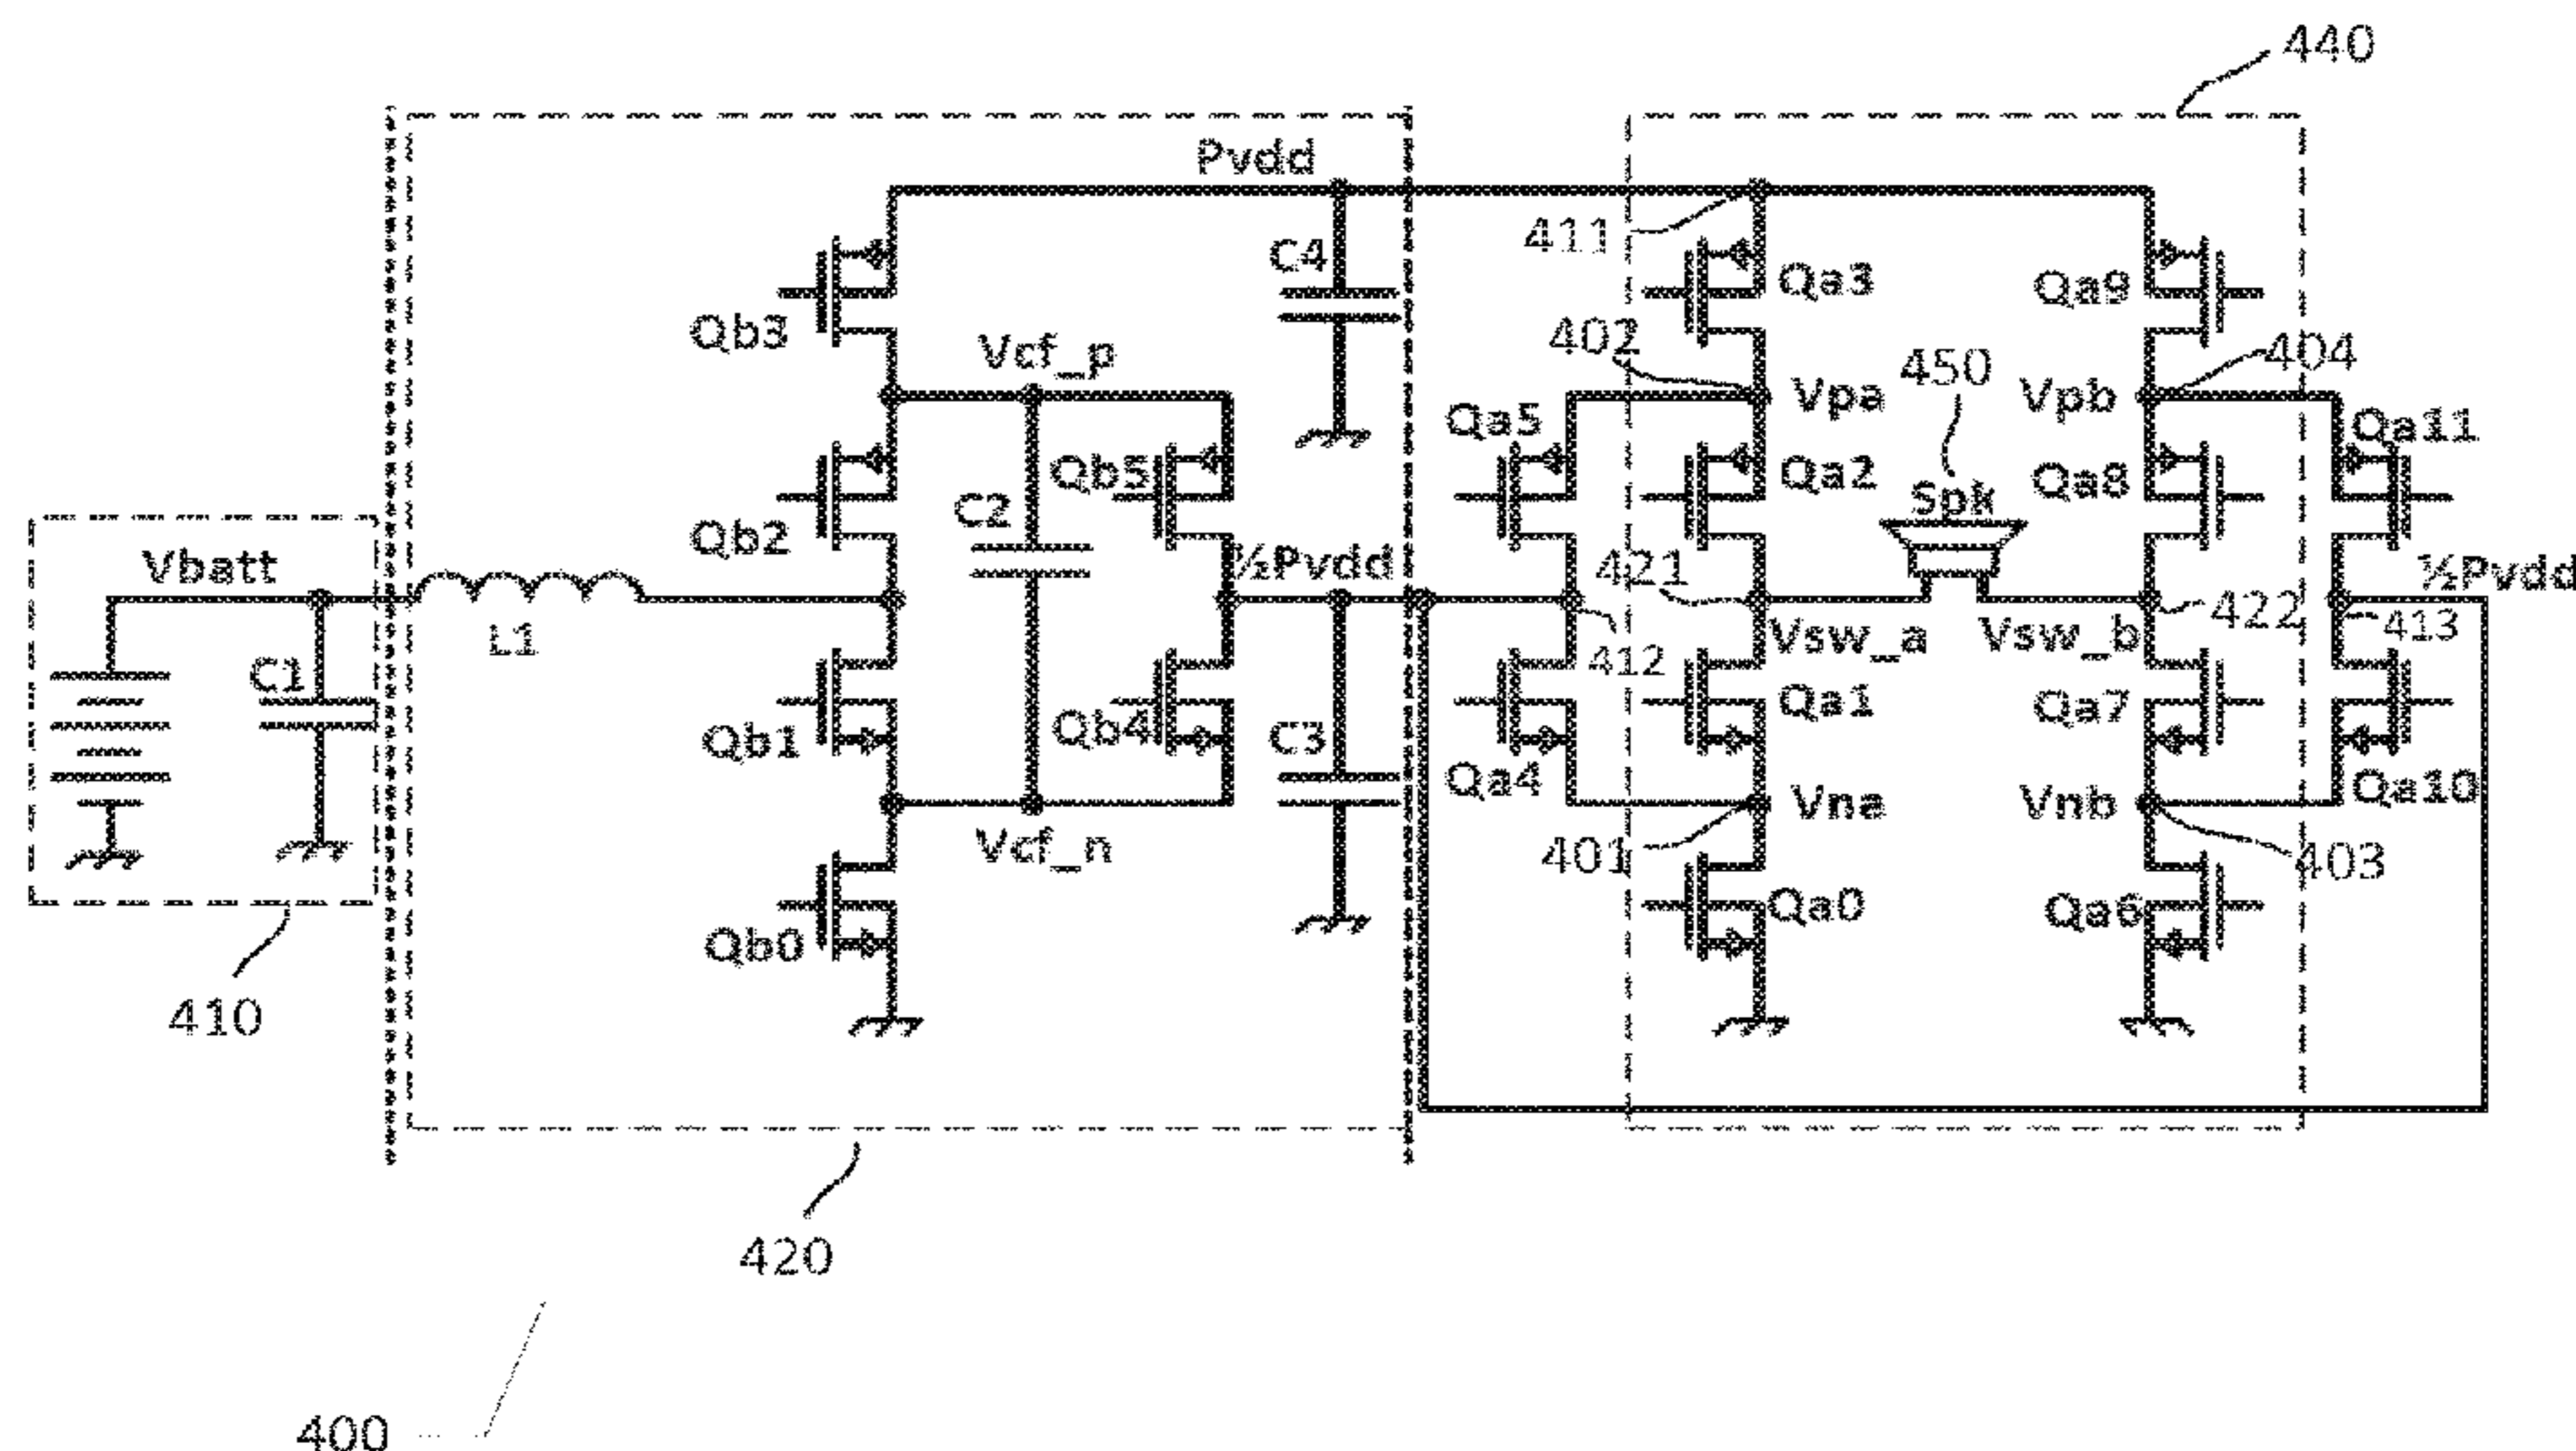 440
Pvdd
411
C4
Qa3
Qa9
Qb3
402
Vcf_p
450
404
Vpa
Vpb
Qa5
Qa11
Qb5
Qa2
Qa8
Spk
C2
Qb2
Vbatt
½Pvdd
421
½Pvdd
L1
Vsw_a
Vsw_b
422
413
412
C1
Qb1
Qb4
C3
Qa1
Qa7
Qa4
Qa10
Vna
Vnb
Vcf_n
401
403
Qb0
Qa0
Qa6
410
420
400